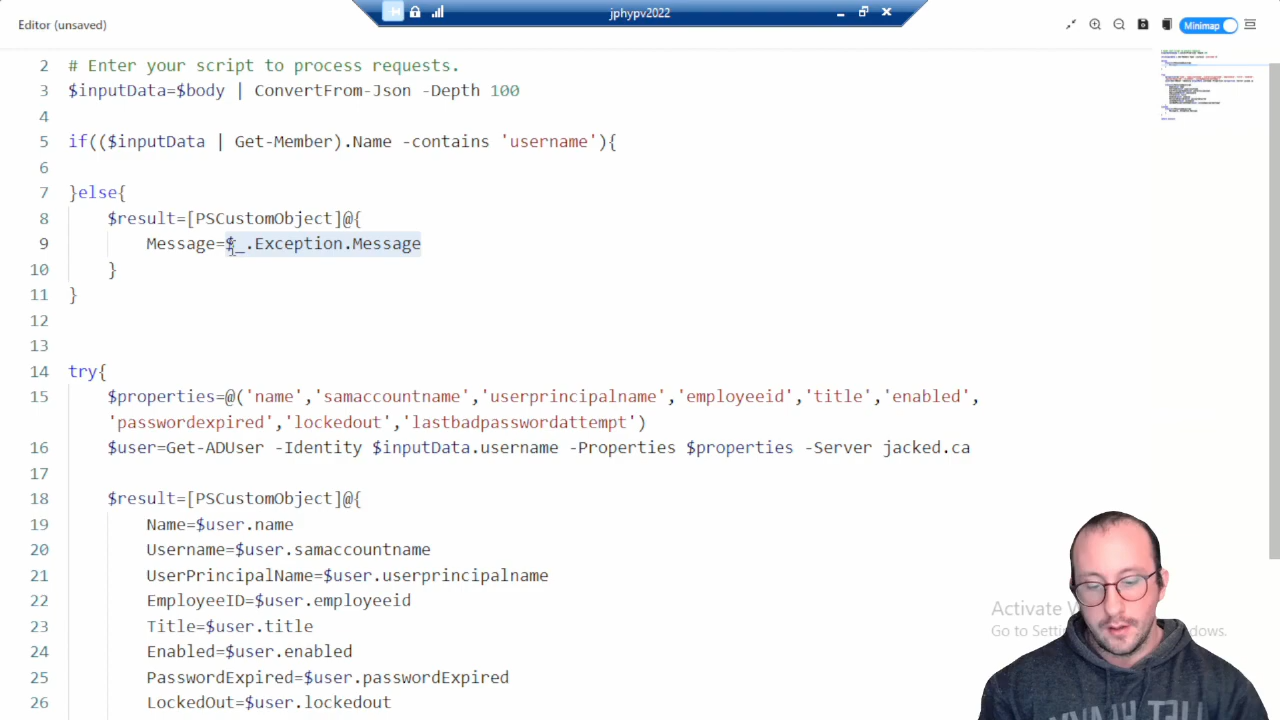 jphypv2022
Editor (unsaved)
Minimap
2 # Enter your script to process requests.
3 $inputData=$body | ConvertFrom-Json -Depth 100
4
5 if(($inputData | Get-Member).Name -contains 'username'){
6
7 }else{
8 $result=[PSCustomObject]@{
9 Message=$_.Exception.Message
10 }
11 }
12
13
14 try{
15 $properties=@('name','samaccountname','userprincipalname','employeeid','title','enabled',
'passwordexpired','lockedout','lastbadpasswordattempt')
16 $user=Get-ADUser -Identity $inputData.username -Properties $properties -Server jacked.ca
17
18 $result=[PSCustomObject]@{
19 Name=$user.name
20 Username=$user.samaccountname
21 UserPrincipalName=$user.userprincipalname
22 EmployeeID=$user.employeeid
23 Title=$user.title
24 Enabled=$user.enabled
25 PasswordExpired=$user.passwordExpired
26 LockedOut=$user.lockedout
Activate
Go to